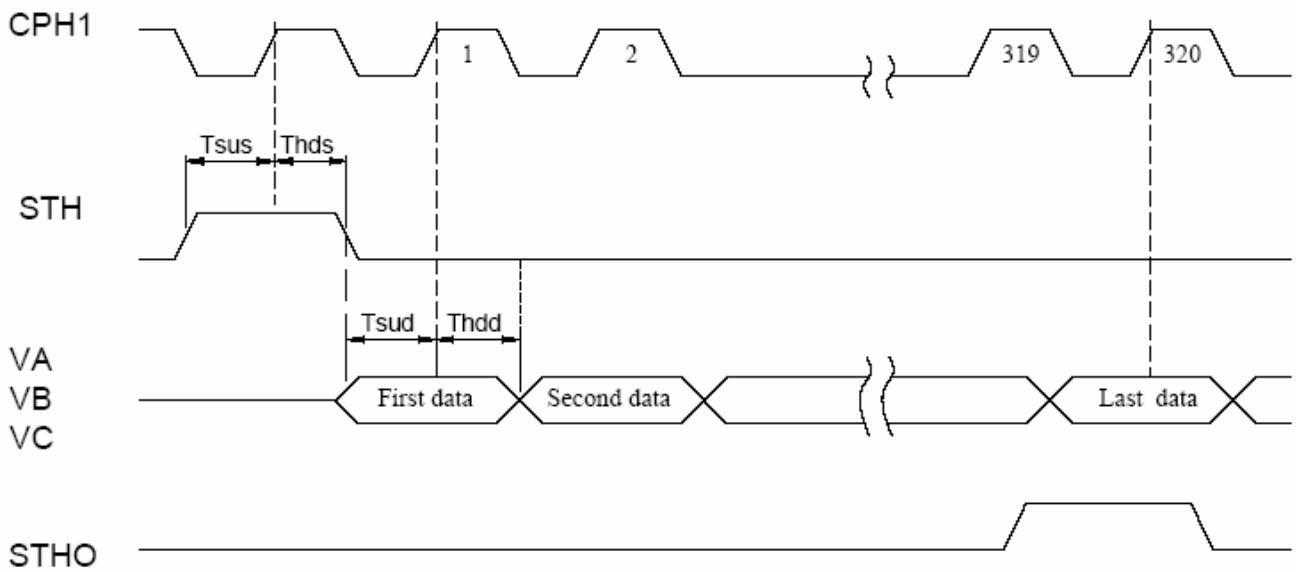 CPH1
1
2
319
320
Tsus
Thds
STH
Tsud
Thdd
VA
VB
VC
First data
Second data
Last data
STHO